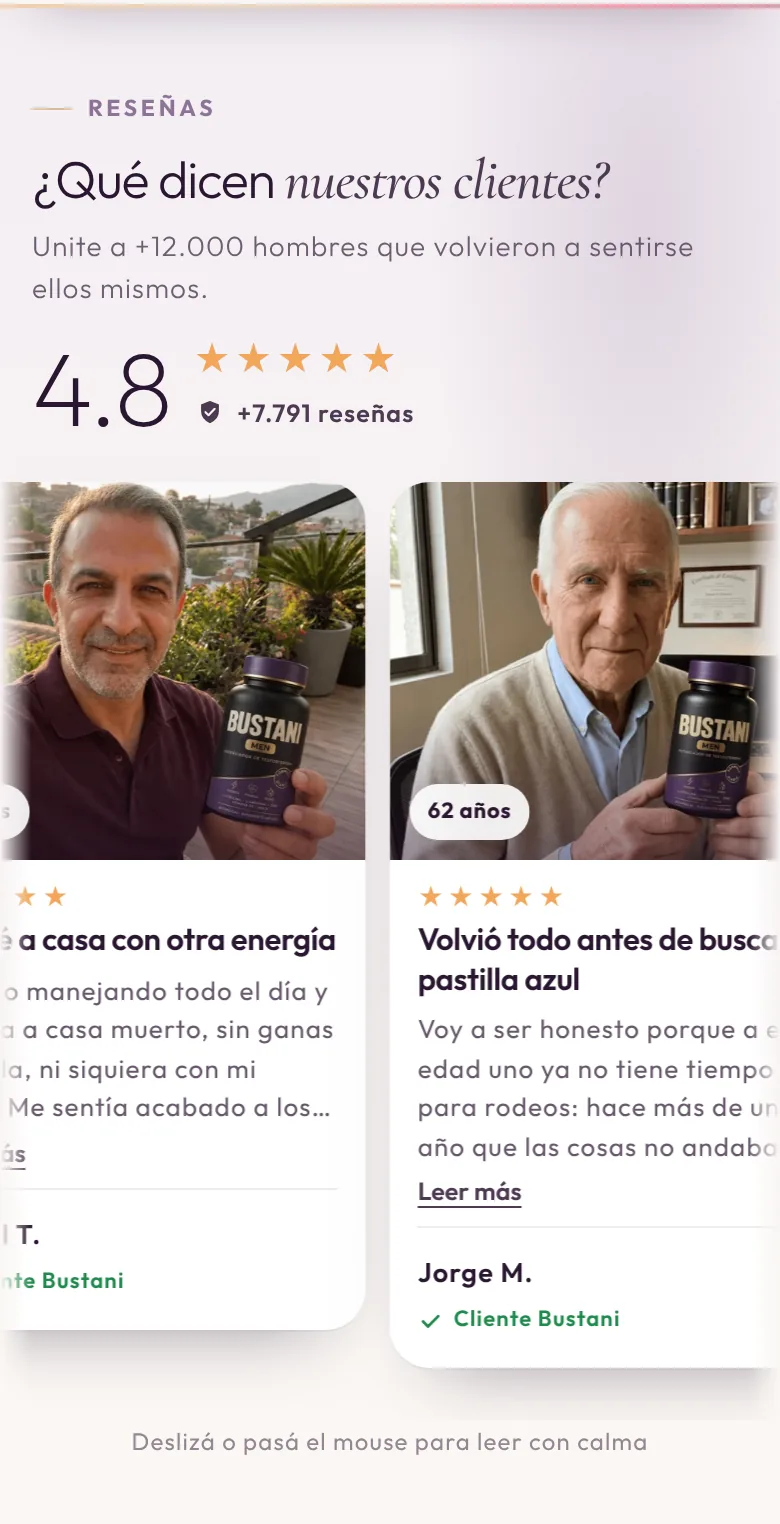 RESEÑAS
¿Qué dicen nuestros clientes?
Unite a +12.000 hombres que volvieron a sentirse
ellos mismos.
4.8
+7.791 reseñas
BUSTANI
MEN
a casa con otra energía
manejando todo el día y
a casa muerto, sin ganas
ni siquiera con mi
Me sentía acabado a los...
T.
Bustani
BUSTANI
MEN
62 años
Volvió todo antes de
pastilla azul
Voy a ser honesto porque a
edad uno ya no tiene tiempo
para rodeos: hace más de un
año que las cosas no
Leer más
Jorge M.
Cliente Bustani
Deslizá o pasá el mouse para leer con calma